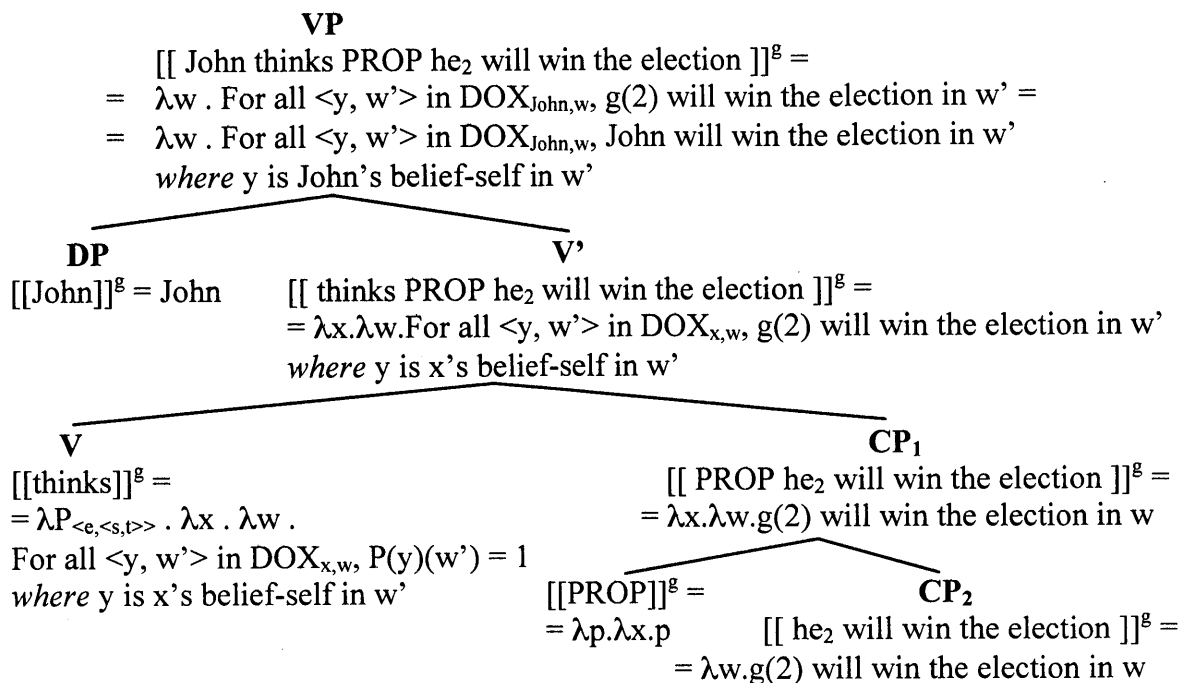 VP
[[ John thinks PROP he₂ will win the election ]]ᵍ =
= λw . For all <y, w’> in DOX_John,w, g(2) will win the election in w’ =
= λw . For all <y, w’> in DOX_John,w, John will win the election in w’
where y is John’s belief-self in w’
DP V’
[[John]]ᵍ = John [[ thinks PROP he₂ will win the election ]]ᵍ =
= λx.λw.For all <y, w’> in DOX_x,w, g(2) will win the election in w’
where y is x’s belief-self in w’
V CP₁
[[thinks]]ᵍ = [[ PROP he₂ will win the election ]]ᵍ =
= λP_<e,<s,t>> . λx . λw . = λx.λw.g(2) will win the election in w
For all <y, w’> in DOX_x,w, P(y)(w’) = 1
where y is x’s belief-self in w’
[[PROP]]ᵍ = CP₂
= λp.λx.p [[ he₂ will win the election ]]ᵍ =
= λw.g(2) will win the election in w